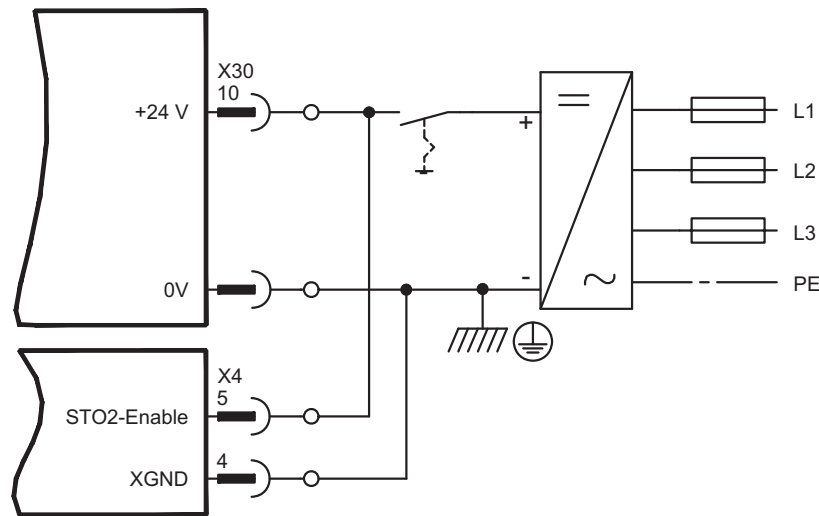 X30
10
+24 V
+
L1
L2
L3
0V
-
PE
X4
5
STO2-Enable
4
XGND